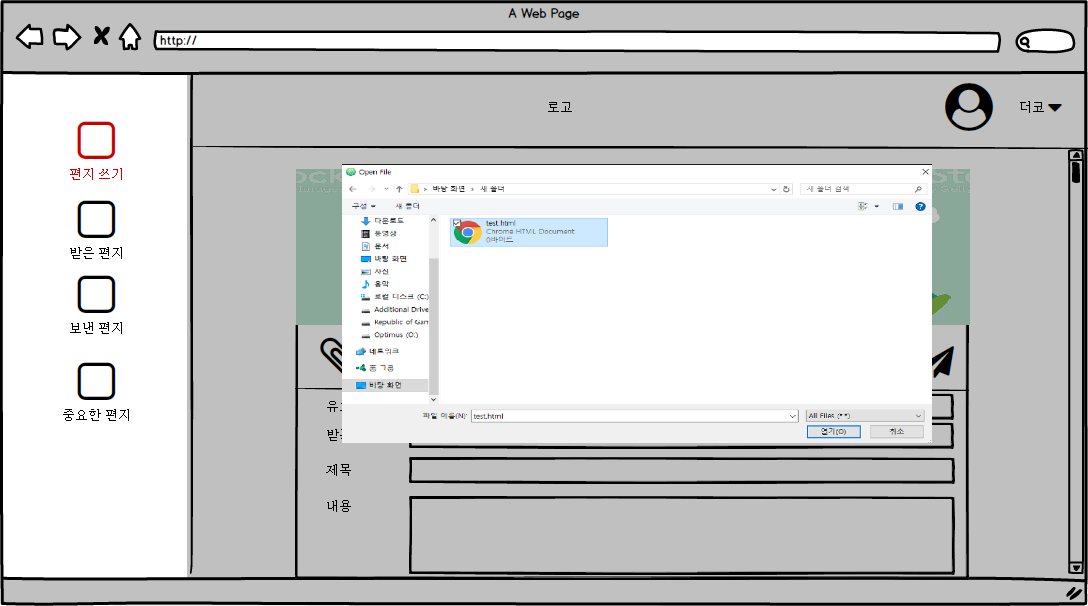 A Web Page
http://
로고
더코
편지 쓰기
받은 편지
보낸 편지
중요한 편지
Open File
바탕 화면 › 새 폴더
새 폴더 검색
구성
새 폴더
다운로드
동영상
문서
바탕 화면
사진
음악
로컬 디스크 (C:)
Additional Drive
Republic of Gam
Optimus (O:)
네트워크
홈 그룹
바탕 화면
test.html
Chrome HTML Document
0바이트
파일 이름(N):
test.html
All Files (*.*)
열기(O)
취소
제목
내용